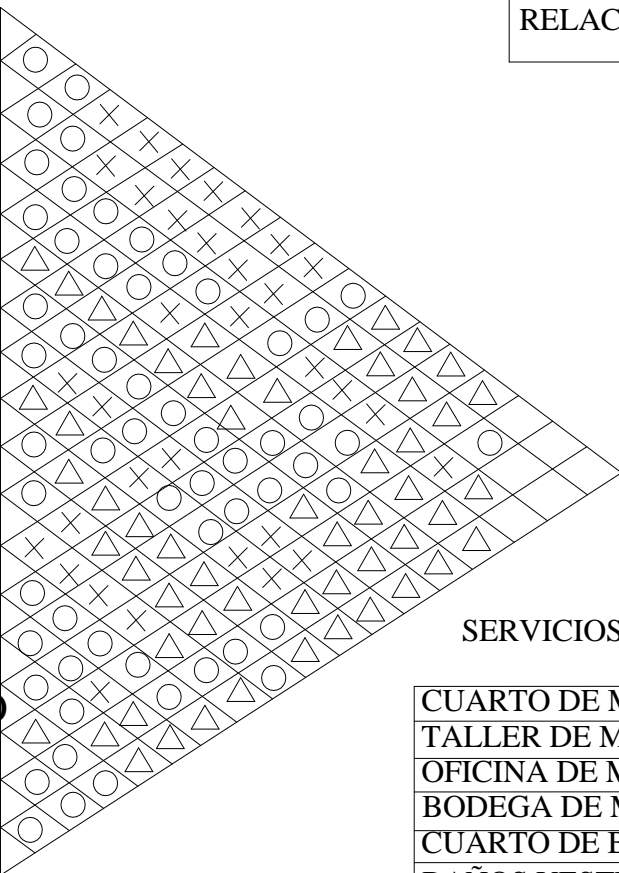 RELAC
SERVICIOS
CUARTO DE M
TALLER DE M
OFICINA DE M
BODEGA DE M
CUARTO DE E